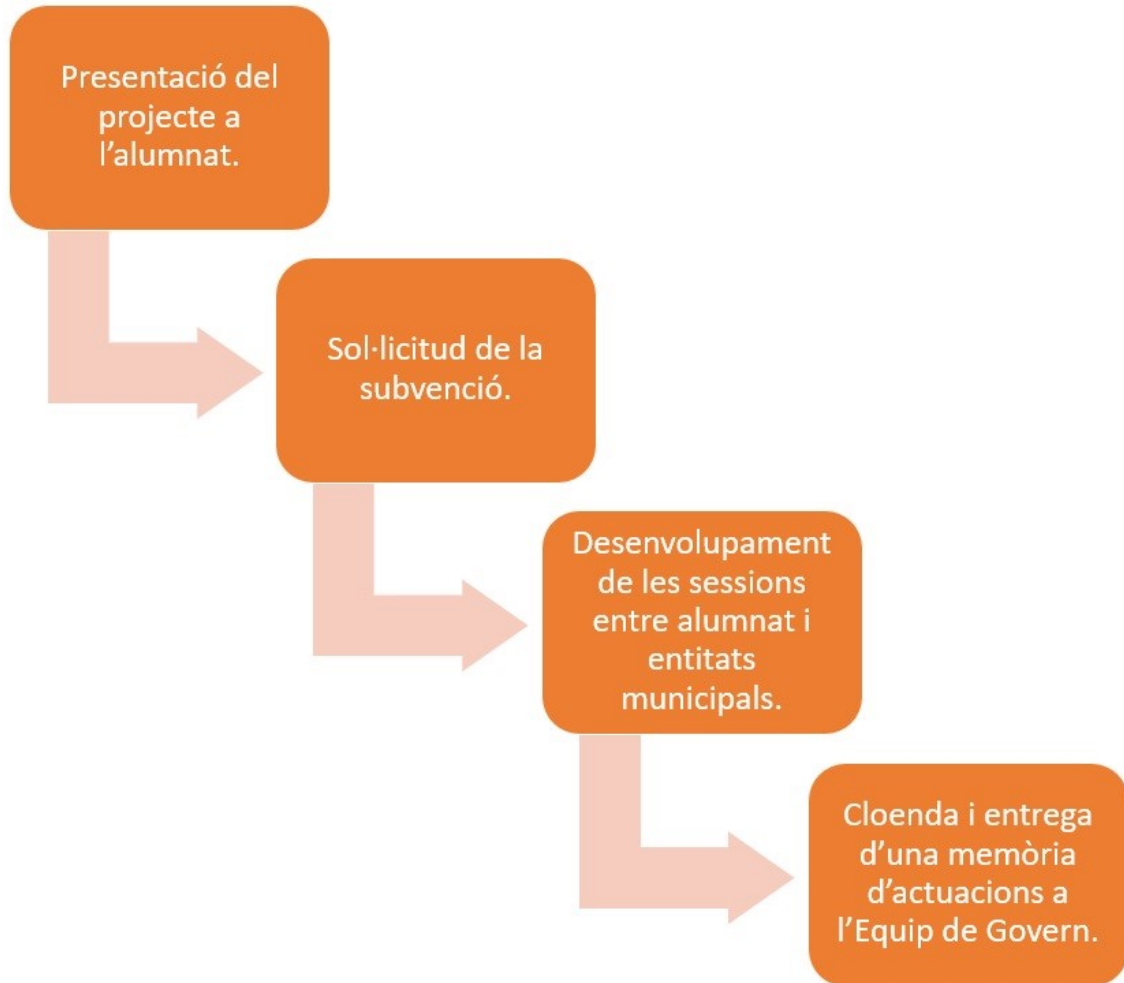 Presentació del
projecte a
l’alumnat.
Sol·licitud de la
subvenció.
Desenvolupament
de les sessions
entre alumnat i
entitats
municipals.
Cloenda i entrega
d’una memòria
d’actuacions a
l’Equip de Govern.